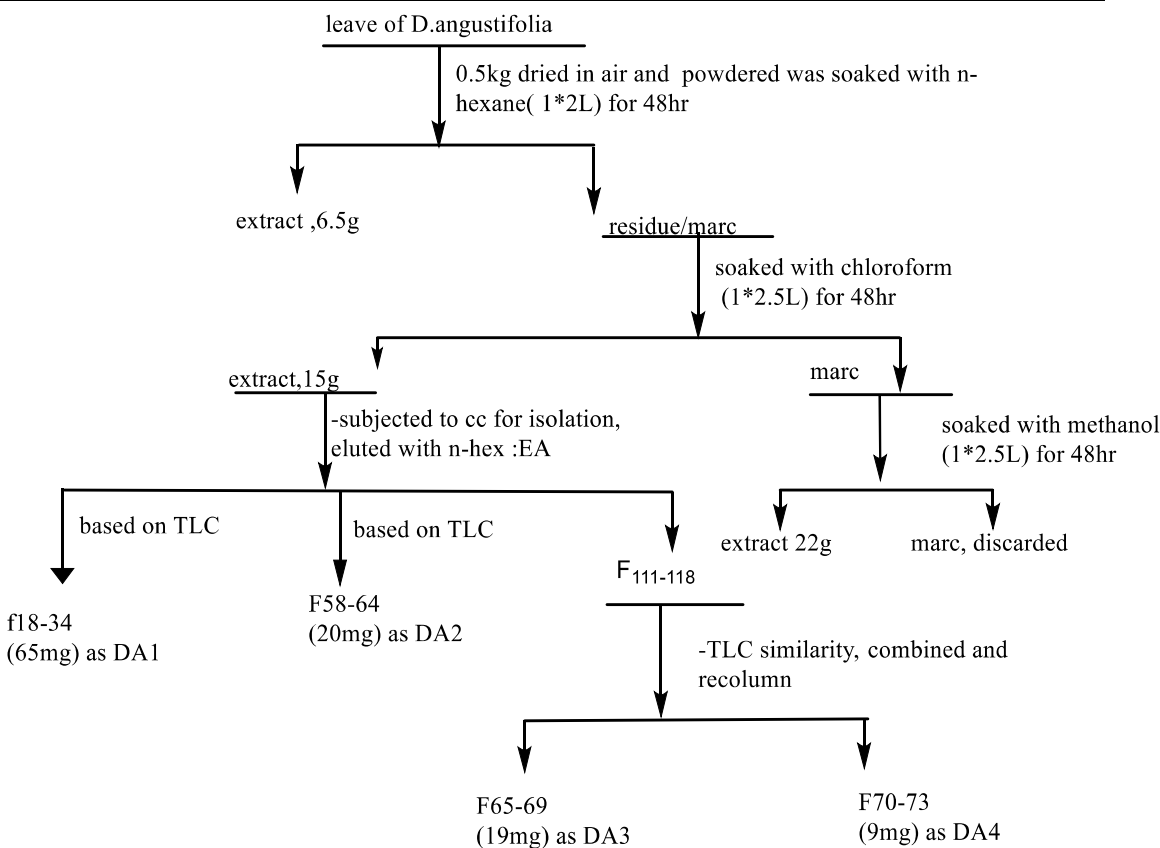 leave of D.angustifolia
0.5kg dried in air and powdered was soaked with n-
hexane( 1*2L) for 48hr
extract ,6.5g
residue/marc
soaked with chloroform
(1*2.5L) for 48hr
extract,15g
marc
-subjected to cc for isolation,
eluted with n-hex :EA
soaked with methanol
(1*2.5L) for 48hr
based on TLC
based on TLC
extract 22g
marc, discarded
F111-118
f18-34
(65mg) as DA1
F58-64
(20mg) as DA2
-TLC similarity, combined and
recolumn
F65-69
(19mg) as DA3
F70-73
(9mg) as DA4